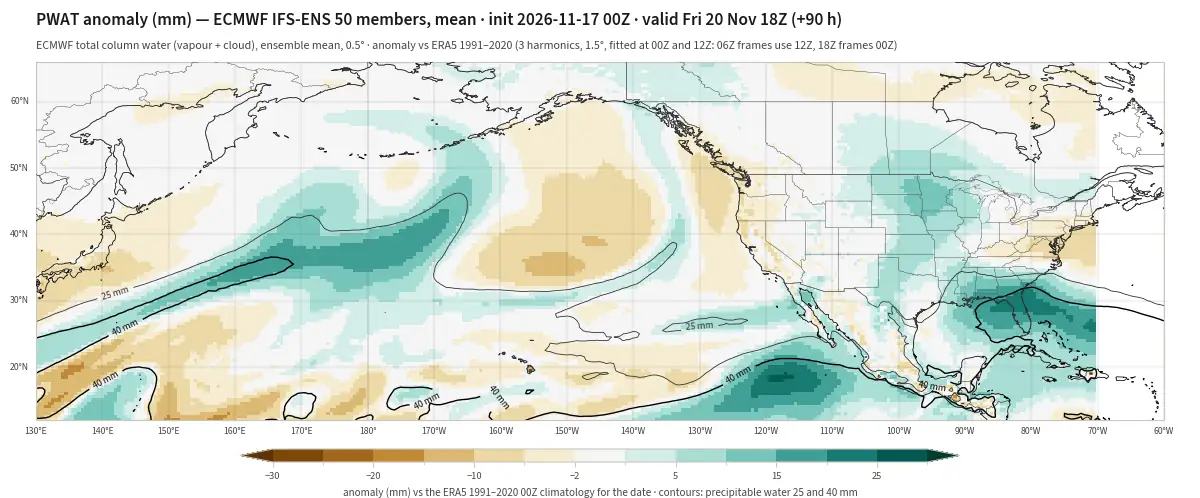 PWAT anomaly (mm) — ECMWF IFS-ENS 50 members, mean · init 2026-11-17 00Z · valid Fri 20 Nov 18Z (+90 h)
ECMWF total column water (vapour + cloud), ensemble mean, 0.5° · anomaly vs ERA5 1991–2020 (3 harmonics, 1.5°, fitted at 00Z and 12Z: 06Z frames use 12Z, 18Z frames 00Z)
60°N
50°N
40°N
30°N
20°N
25 mm
40 mm
25 mm
40 mm
40 mm
40 mm
40 mm
40 mm
130°E 140°E 150°E 160°E 170°E 180° 170°W 160°W 150°W 140°W 130°W 120°W 110°W 100°W 90°W 80°W 70°W 60°W
−30 −20 −10 −2 5 15 25
anomaly (mm) vs the ERA5 1991–2020 00Z climatology for the date · contours: precipitable water 25 and 40 mm